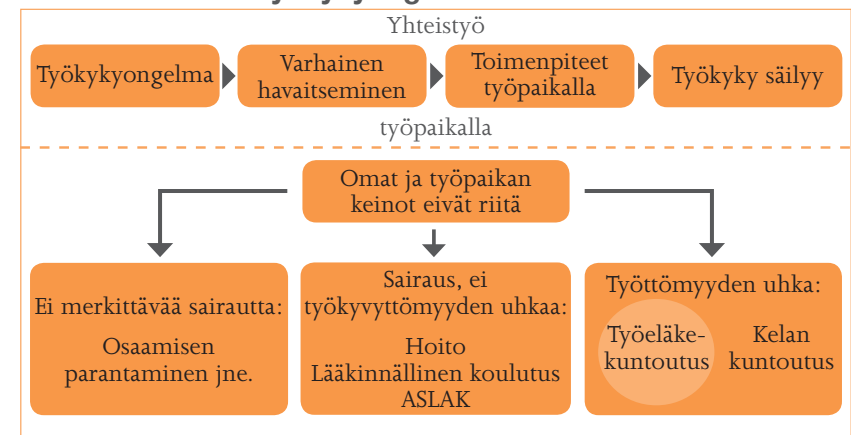 Yhteistyö
Työkykyongelma
Varhainen
havaitseminen
Toimenpiteet
työpaikalla
Työkyky säilyy
työpaikalla
Omat ja työpaikan
keinot eivät riitä
Ei merkittävää sairautta:
Osaamisen
parantaminen jne.
Sairaus, ei
työkyvyttömyyden uhkaa:
Hoito
Lääkinnällinen koulutus
ASLAK
Työttömyyden uhka:
Työeläke-
kuntoutus
Kelan
kuntoutus